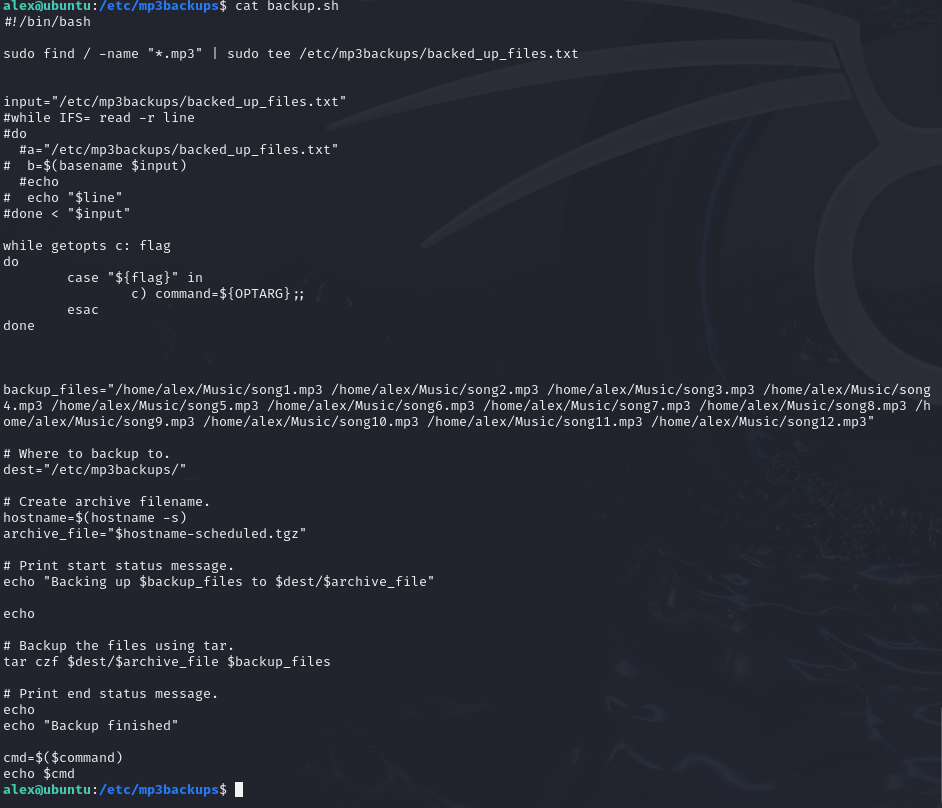 alex@ubuntu:/etc/mp3backups$ cat backup.sh
#!/bin/bash

sudo find / -name "*.mp3" | sudo tee /etc/mp3backups/backed_up_files.txt


input="/etc/mp3backups/backed_up_files.txt"
#while IFS= read -r line
#do
  #a="/etc/mp3backups/backed_up_files.txt"
#  b=$(basename $input)
  #echo
#  echo "$line"
#done < "$input"

while getopts c: flag
do
        case "${flag}" in
                c) command=${OPTARG};;
        esac
done



backup_files="/home/alex/Music/song1.mp3 /home/alex/Music/song2.mp3 /home/alex/Music/song3.mp3 /home/alex/Music/song
4.mp3 /home/alex/Music/song5.mp3 /home/alex/Music/song6.mp3 /home/alex/Music/song7.mp3 /home/alex/Music/song8.mp3 /h
ome/alex/Music/song9.mp3 /home/alex/Music/song10.mp3 /home/alex/Music/song11.mp3 /home/alex/Music/song12.mp3"

# Where to backup to.
dest="/etc/mp3backups/"

# Create archive filename.
hostname=$(hostname -s)
archive_file="$hostname-scheduled.tgz"

# Print start status message.
echo "Backing up $backup_files to $dest/$archive_file"

echo

# Backup the files using tar.
tar czf $dest/$archive_file $backup_files

# Print end status message.
echo
echo "Backup finished"

cmd=$($command)
echo $cmd
alex@ubuntu:/etc/mp3backups$